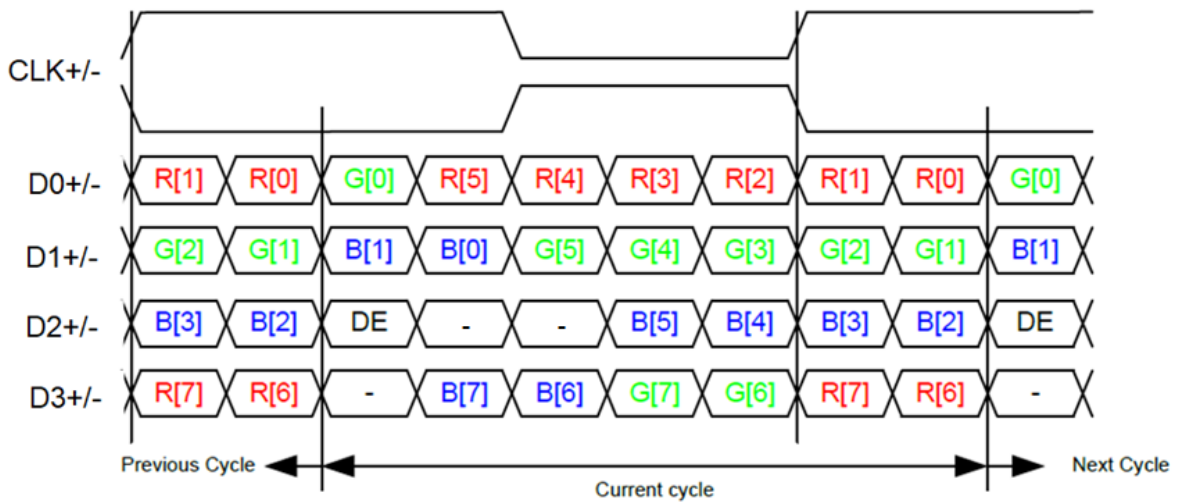 CLK+/-
D0+/- R[1] R[0] G[0] R[5] R[4] R[3] R[2] R[1] R[0] G[0]
D1+/- G[2] G[1] B[1] B[0] G[5] G[4] G[3] G[2] G[1] B[1]
D2+/- B[3] B[2] DE - - B[5] B[4] B[3] B[2] DE
D3+/- R[7] R[6] - B[7] B[6] G[7] G[6] R[7] R[6] -
Previous Cycle Next Cycle
Current cycle